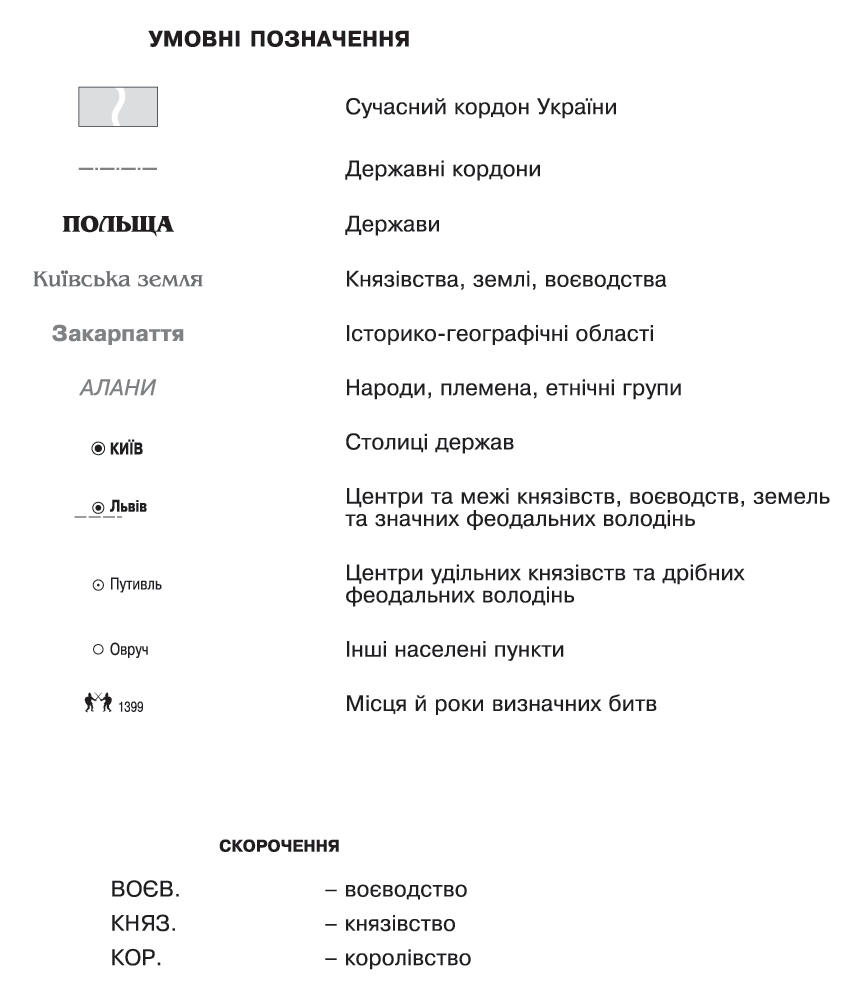 УМОВНІ ПОЗНАЧЕННЯ
Сучасний кордон України
Державні кордони
ПОЛЬЩА Держави
Київська земля Князівства, землі, воєводства
Закарпаття Історико-географічні області
АЛАНИ Народи, племена, етнічні групи
КИЇВ Столиці держав
Львів Центри та межі князівств, воєводств, земель
та значних феодальних володінь
Путивль Центри удільних князівств та дрібних
феодальних володінь
Овруч Інші населені пункти
1399 Місця й роки визначних битв
СКОРОЧЕННЯ
ВОЄВ. – воєводство
КНЯЗ. – князівство
КОР. – королівство